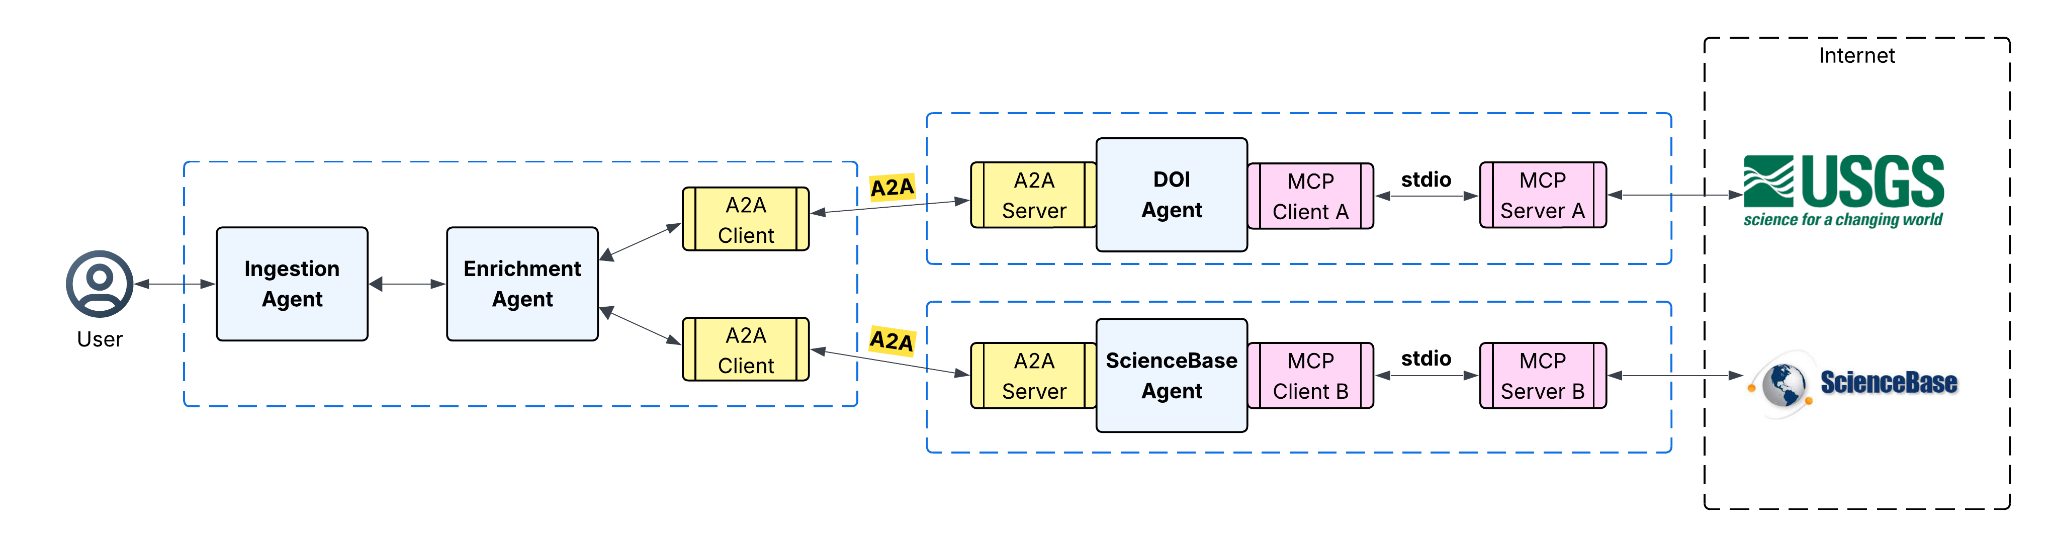 Internet
User
Ingestion
Agent
Enrichment
Agent
A2A
Client
A2A
Client
A2A
A2A
A2A
Server
DOI
Agent
MCP
Client A
stdio
MCP
Server A
USGS
science for a changing world
A2A
Server
ScienceBase
Agent
MCP
Client B
stdio
MCP
Server B
ScienceBase